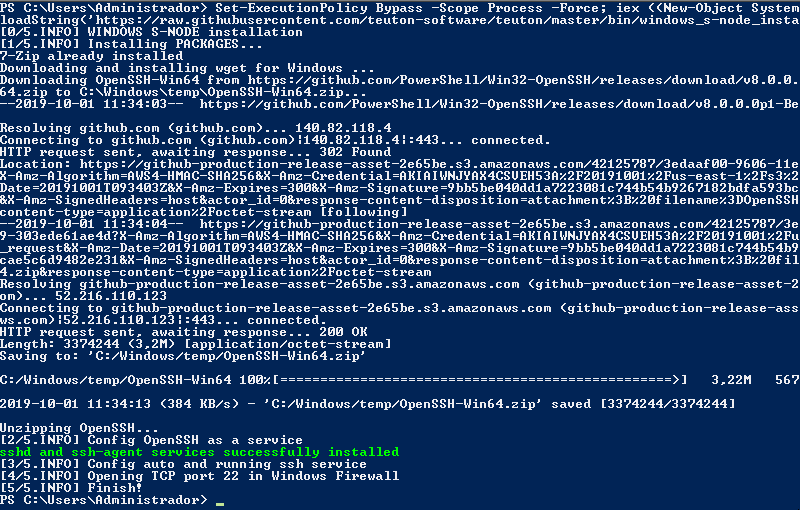 PS C:\Users\Administrador> Set-ExecutionPolicy Bypass -Scope Process -Force; iex ((New-Object System
loadString('https://raw.githubusercontent.com/teuton-software/teuton/master/bin/windows_s-node_insta
[0/5.INFO] WINDOWS S-NODE installation
[1/5.INFO] Installing PACKAGES...
7-Zip already installed
Downloading and installing wget for Windows ...
Downloading OpenSSH-Win64 from https://github.com/PowerShell/Win32-OpenSSH/releases/download/v8.0.0.
64.zip to C:\Windows\temp\OpenSSH-Win64.zip...
--2019-10-01 11:34:03--  https://github.com/PowerShell/Win32-OpenSSH/releases/download/v8.0.0.0p1-Be
Resolving github.com (github.com)... 140.82.118.4
Connecting to github.com (github.com)|140.82.118.4|:443... connected.
HTTP request sent, awaiting response... 302 Found
Location: https://github-production-release-asset-2e65be.s3.amazonaws.com/42125787/3edaaf00-9606-11e
X-Amz-Algorithm=AWS4-HMAC-SHA256&X-Amz-Credential=AKIAIWNJYAX4CSVEH53A%2F20191001%2Fus-east-1%2Fs3%2
Date=20191001T093403Z&X-Amz-Expires=300&X-Amz-Signature=9bb5be040dd1a7223081c744b54b9267182bdfa593bc
&X-Amz-SignedHeaders=host&actor_id=0&response-content-disposition=attachment%3B%20filename%3DOpenSSH
content-type=application%2Foctet-stream [following]
--2019-10-01 11:34:04--  https://github-production-release-asset-2e65be.s3.amazonaws.com/42125787/3e
9-303ede61ae4d?X-Amz-Algorithm=AWS4-HMAC-SHA256&X-Amz-Credential=AKIAIWNJYAX4CSVEH53A%2F20191001%2Fu
_request&X-Amz-Date=20191001T093403Z&X-Amz-Expires=300&X-Amz-Signature=9bb5be040dd1a7223081c744b54b9
cae5c6d9482e231&X-Amz-SignedHeaders=host&actor_id=0&response-content-disposition=attachment%3B%20fil
4.zip&response-content-type=application%2Foctet-stream
Resolving github-production-release-asset-2e65be.s3.amazonaws.com (github-production-release-asset-2
om)... 52.216.110.123
Connecting to github-production-release-asset-2e65be.s3.amazonaws.com (github-production-release-ass
ws.com)|52.216.110.123|:443... connected.
HTTP request sent, awaiting response... 200 OK
Length: 3374244 (3,2M) [application/octet-stream]
Saving to: 'C:/Windows/temp/OpenSSH-Win64.zip'
C:/Windows/temp/OpenSSH-Win64 100%[==================================================>]   3,22M   567
2019-10-01 11:34:13 (384 KB/s) - 'C:/Windows/temp/OpenSSH-Win64.zip' saved [3374244/3374244]
Unzipping OpenSSH...
[2/5.INFO] Config OpenSSH as a service
sshd and ssh-agent services successfully installed
[3/5.INFO] Config auto and running ssh service
[4/5.INFO] Opening TCP port 22 in Windows Firewall
[5/5.INFO] Finish!
PS C:\Users\Administrador> _